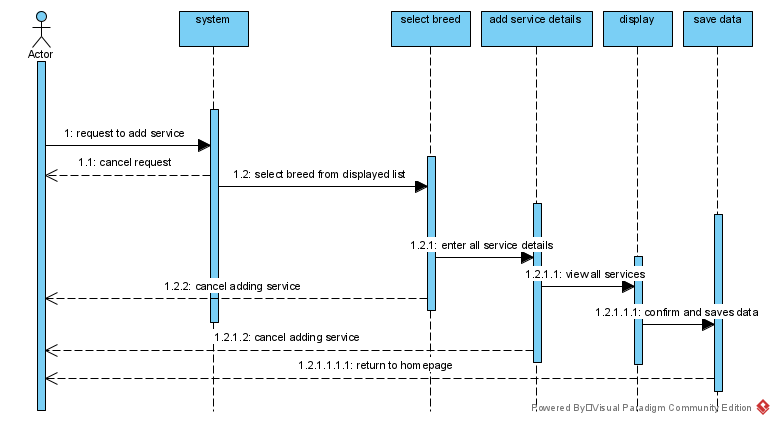 system
select breed
add service details
display
save data
Actor
1: request to add service
1.1: cancel request
1.2: select breed from displayed list
1.2.1: enter all service details
1.2.1.1: view all services
1.2.2: cancel adding service
1.2.1.1.1: confirm and saves data
1.2.1.2: cancel adding service
1.2.1.1.1.1: return to homepage
Powered By Visual Paradigm Community Edition